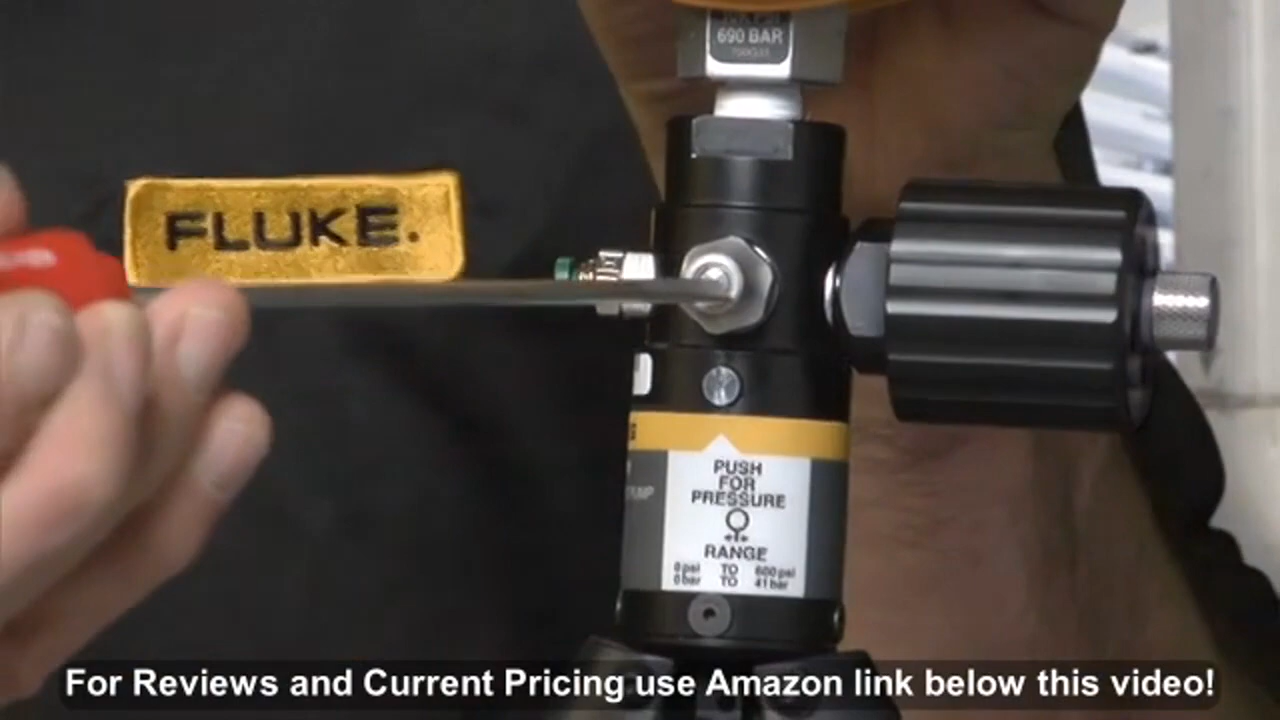 690 BAR
FLUKE.
PUSH
FOR
PRESSURE
RANGE
0 psi TO 600 psi
0 bar TO 41 bar
For Reviews and Current Pricing use Amazon link below this video!